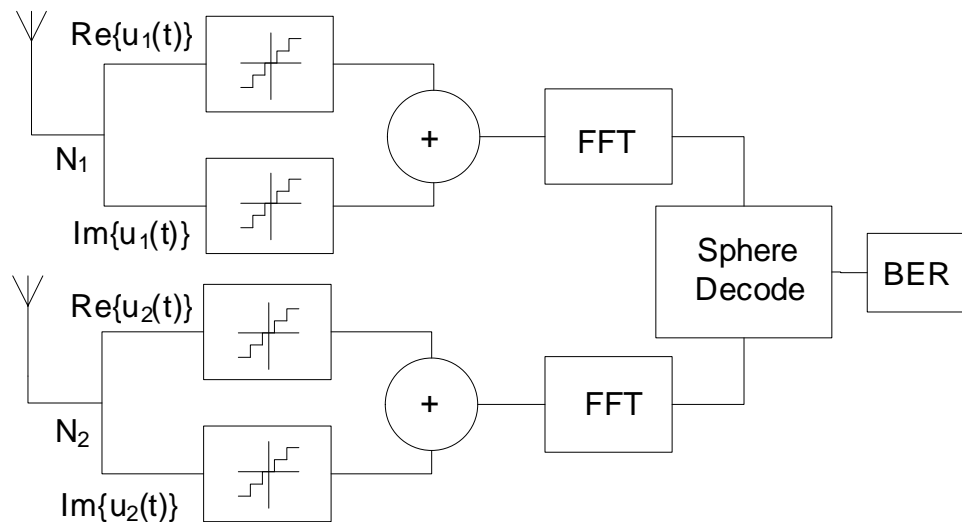 Re{u₁(t)}
N₁
Im{u₁(t)}
+
FFT
Sphere
Decode
BER
Re{u₂(t)}
N₂
Im{u₂(t)}
+
FFT